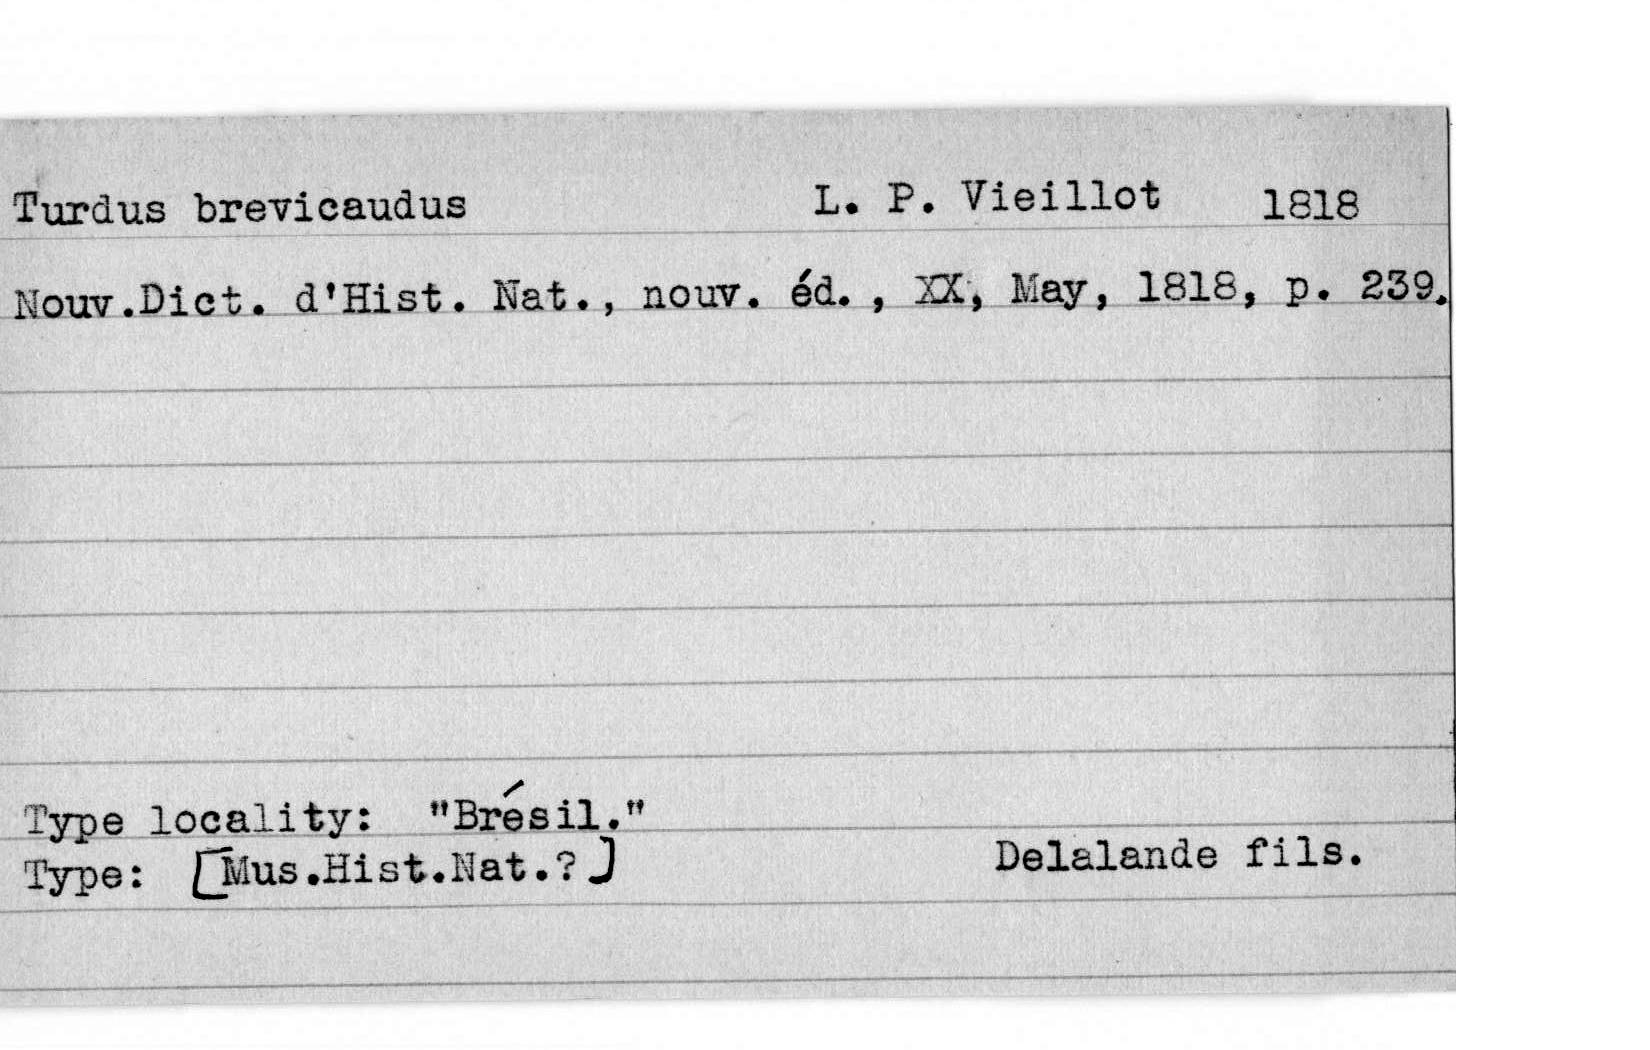 Turdus brevicaudus L. P. Vieillot 1818
Nouv.Dict. d'Hist. Nat., nouv. éd., XX, May, 1818, p. 239.
Type locality: "Brésil."
Type: [Mus.Hist.Nat.?] Delalande fils.